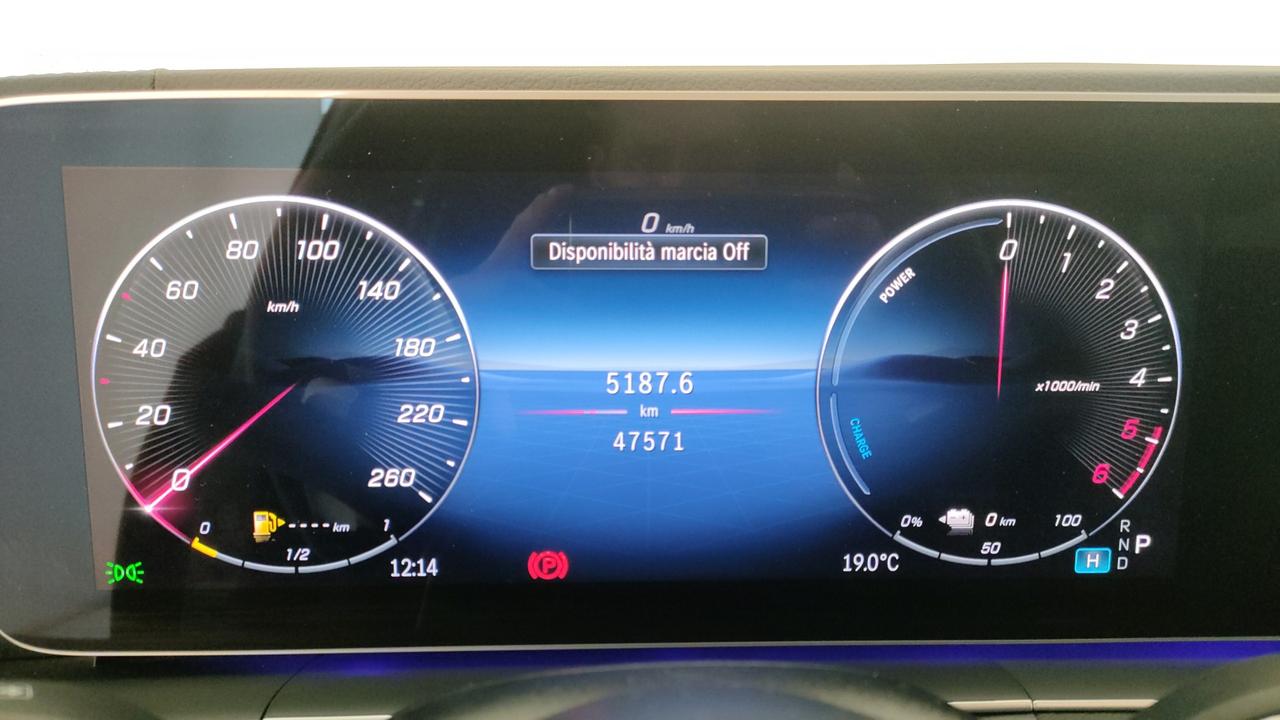 0 km/h
Disponibilità marcia Off
80
100
60
140
km/h
40
180
20
220
0
260
0
---- km
1
1/2
12:14
5187.6
km
47571
P
POWER
0
1
2
3
4
x1000/min
5
6
CHARGE
0%
0 km
100
50
19.0°C
H
R
N P
D